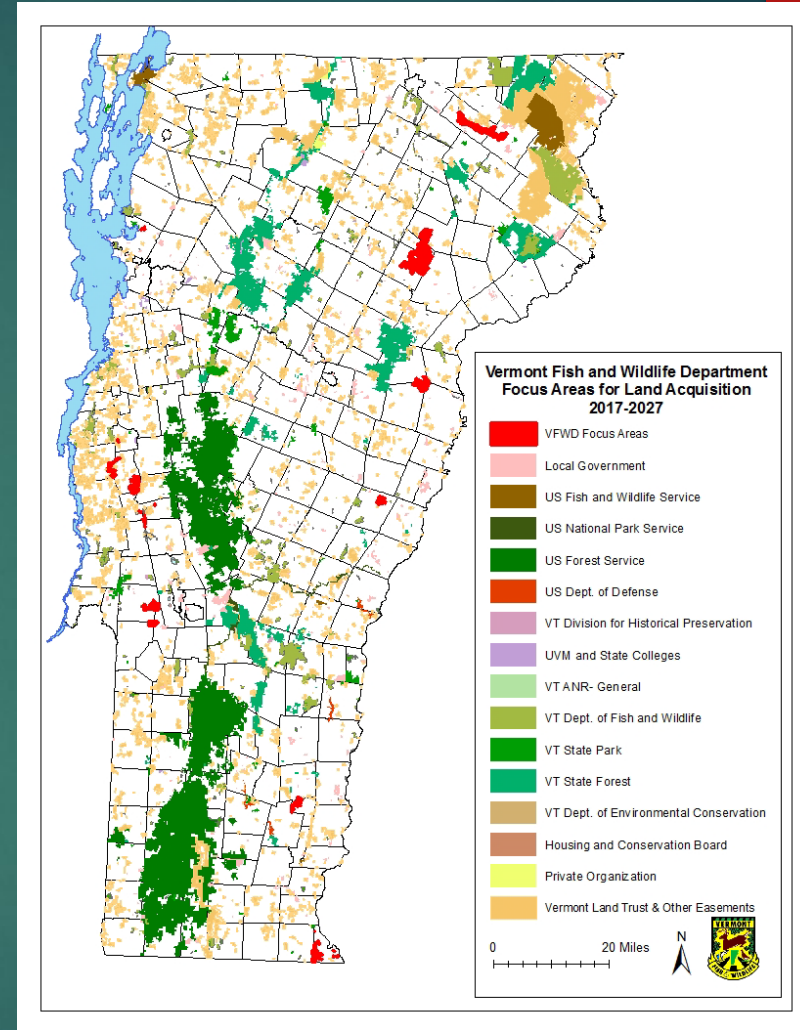 Vermont Fish and Wildlife Department
Focus Areas for Land Acquisition
2017-2027
VFWD Focus Areas
Local Government
US Fish and Wildlife Service
US National Park Service
US Forest Service
US Dept. of Defense
VT Division for Historical Preservation
UVM and State Colleges
VT ANR- General
VT Dept. of Fish and Wildlife
VT State Park
VT State Forest
VT Dept. of Environmental Conservation
Housing and Conservation Board
Private Organization
Vermont Land Trust & Other Easements
0 20 Miles
N
VERMONT
FISH & WILDLIFE